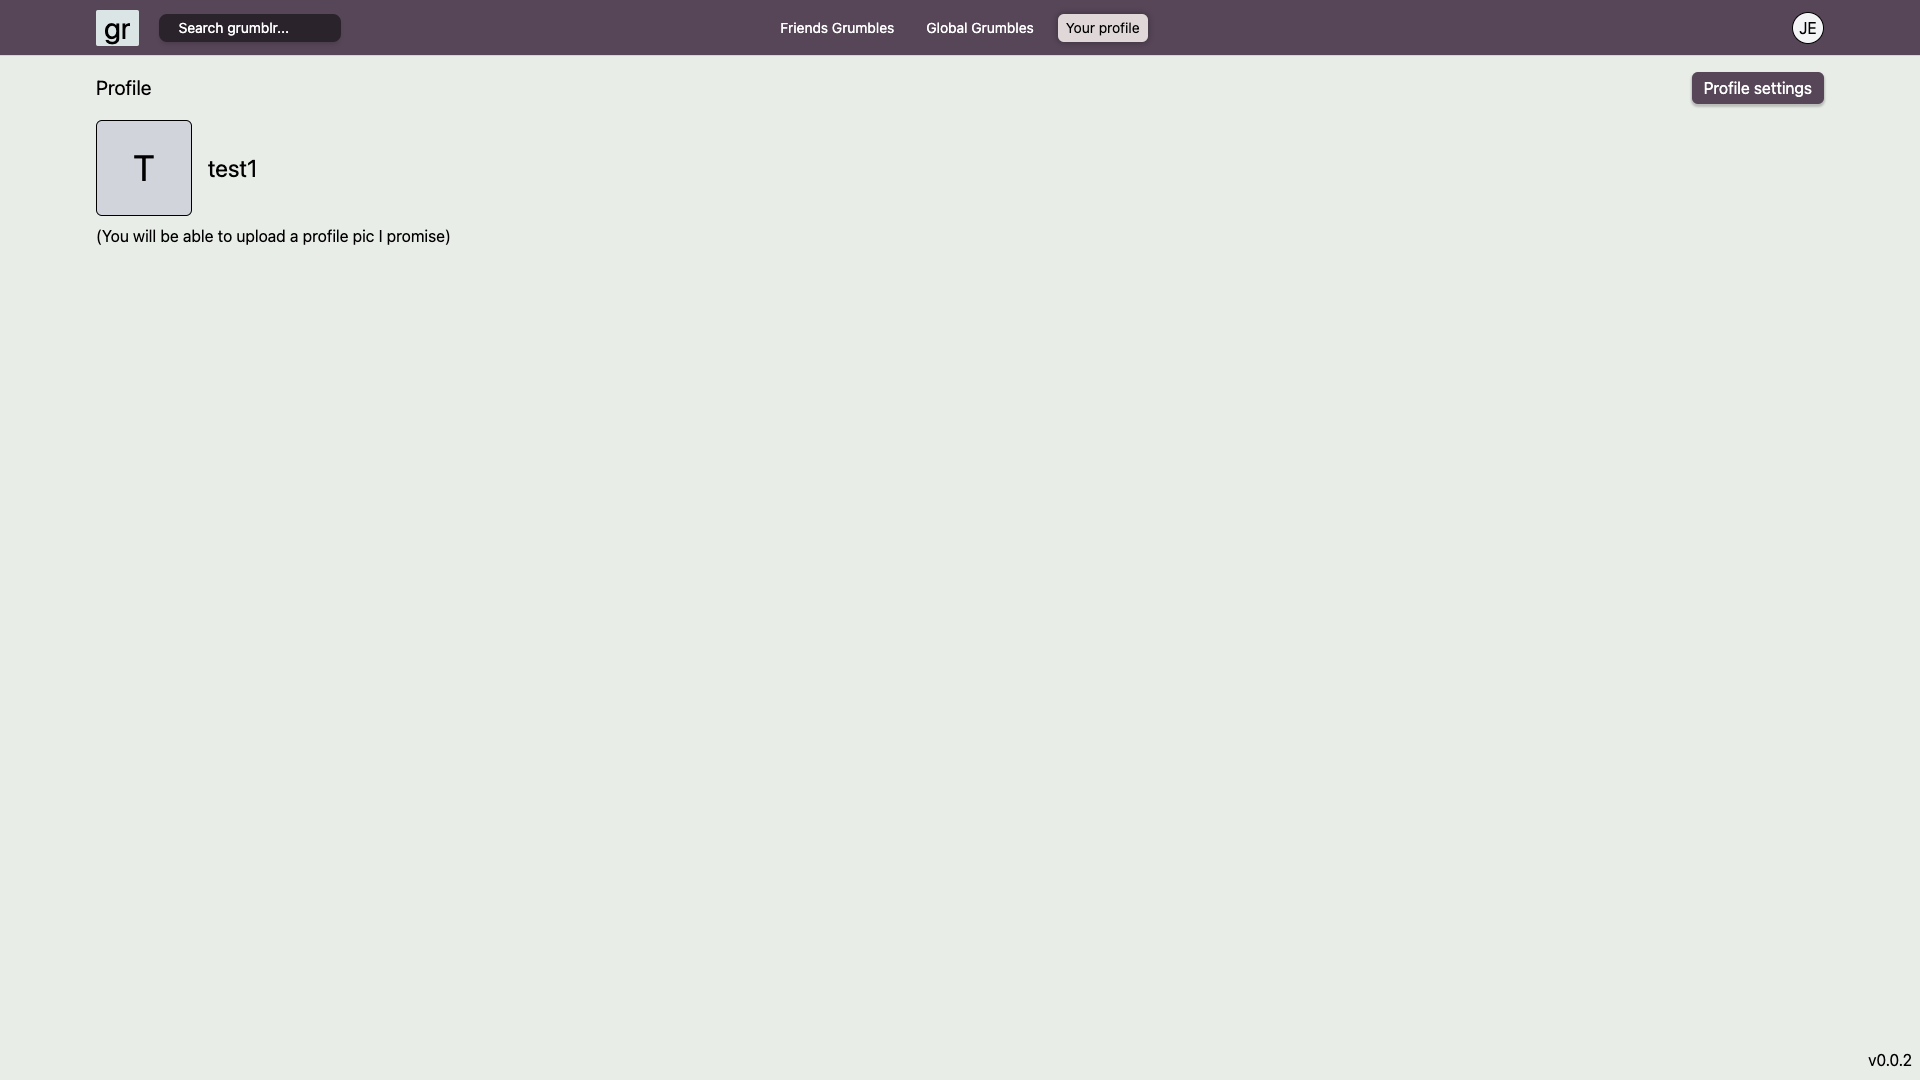 gr
Search grumblr...
Friends Grumbles
Global Grumbles
Your profile
JE
Profile
Profile settings
T
test1
(You will be able to upload a profile pic I promise)
v0.0.2